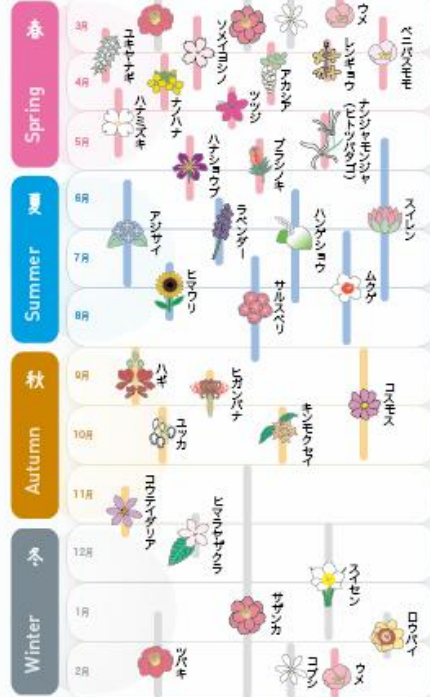 春 Spring
3月
4月
5月
ユキヤナギ
ソメイヨシノ
ウメ
ベニバスモモ
レンギョウ
アカシア
ナノハナ
ハナミズキ
ツツジ
ナンジャモンジャ
(ヒトツバタゴ)
ハナショウブ
ブラシノキ
夏 Summer
6月
7月
8月
アジサイ
ラベンダー
ハンゲショウ
スイレン
ヒマワリ
サルスベリ
ムクゲ
秋 Autumn
9月
10月
11月
ハギ
ヒガンバナ
コスモス
ユッカ
キンモクセイ
コウテイダリア
冬 Winter
12月
1月
2月
ヒマラヤザクラ
スイセン
サザンカ
ロウバイ
ツバキ
コブシ
ウメ